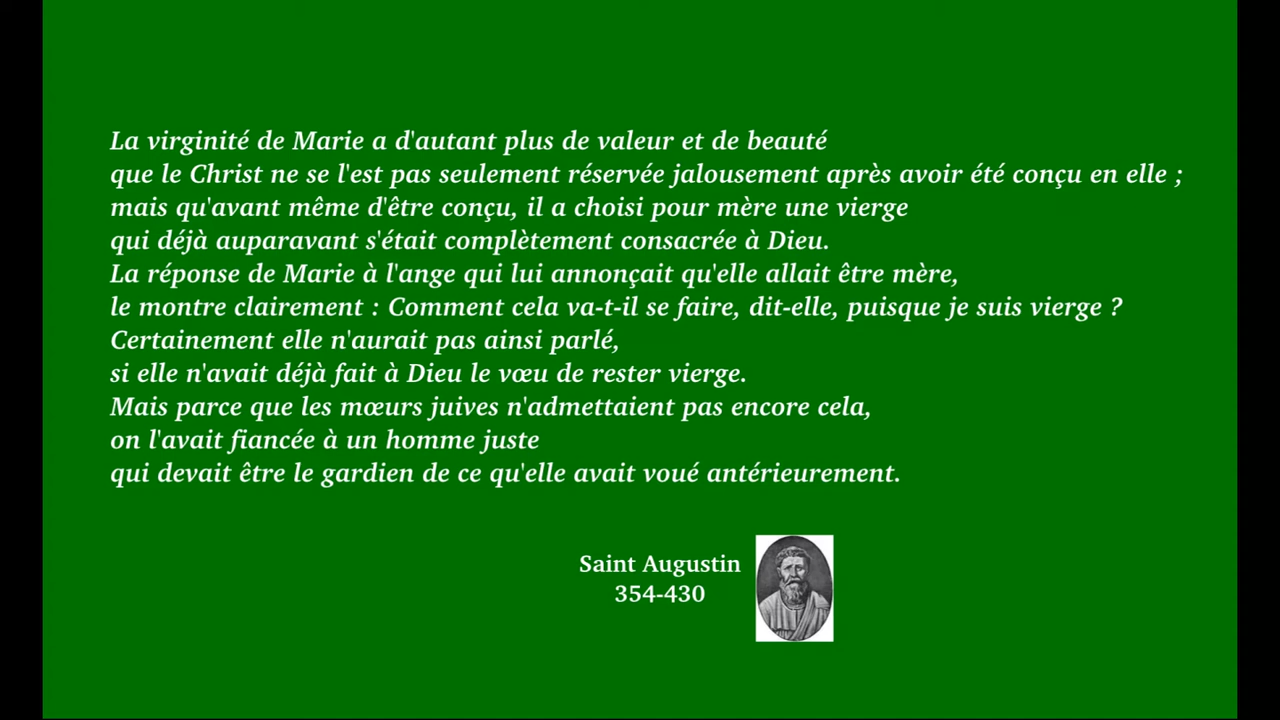 La virginité de Marie a d'autant plus de valeur et de beauté
que le Christ ne se l'est pas seulement réservée jalousement après avoir été conçu en elle ;
mais qu'avant même d'être conçu, il a choisi pour mère une vierge
qui déjà auparavant s'était complètement consacrée à Dieu.
La réponse de Marie à l'ange qui lui annonçait qu'elle allait être mère,
le montre clairement : Comment cela va-t-il se faire, dit-elle, puisque je suis vierge ?
Certainement elle n'aurait pas ainsi parlé,
si elle n'avait déjà fait à Dieu le vœu de rester vierge.
Mais parce que les mœurs juives n'admettaient pas encore cela,
on l'avait fiancée à un homme juste
qui devait être le gardien de ce qu'elle avait voué antérieurement.
Saint Augustin
354-430